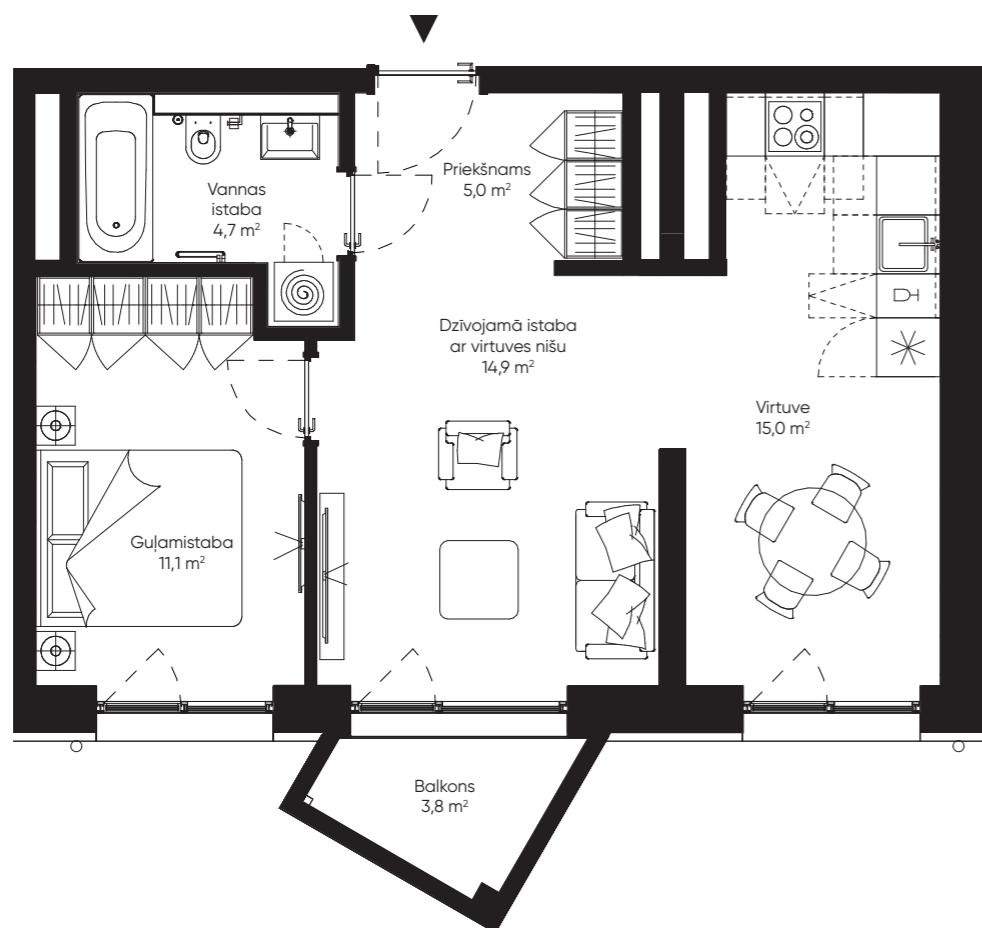 Vannas
istaba
4,7 m²
Priekšnams
5,0 m²
Dzīvojamā istaba
ar virtuves nišu
14,9 m²
Virtuve
15,0 m²
Guļamistaba
11,1 m²
Balkons
3,8 m²